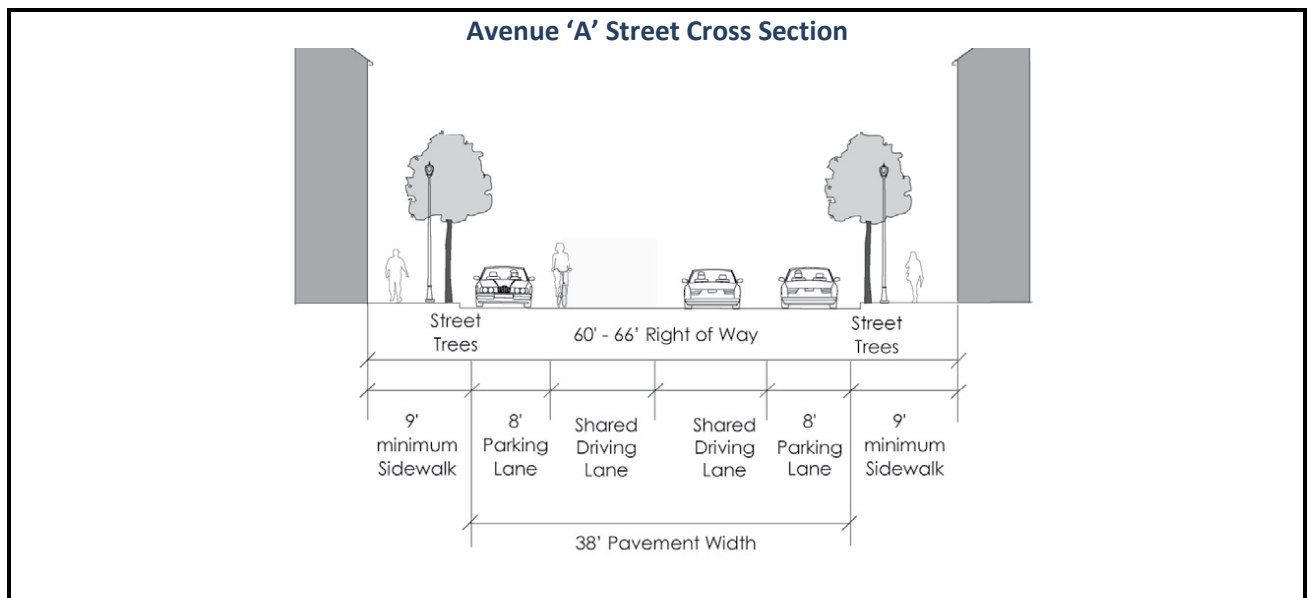 Avenue ‘A’ Street Cross Section
Street
Trees
60' - 66’ Right of Way
Street
Trees
9'
minimum
Sidewalk
8'
Parking
Lane
Shared
Driving
Lane
Shared
Driving
Lane
8'
Parking
Lane
9'
minimum
Sidewalk
38’ Pavement Width